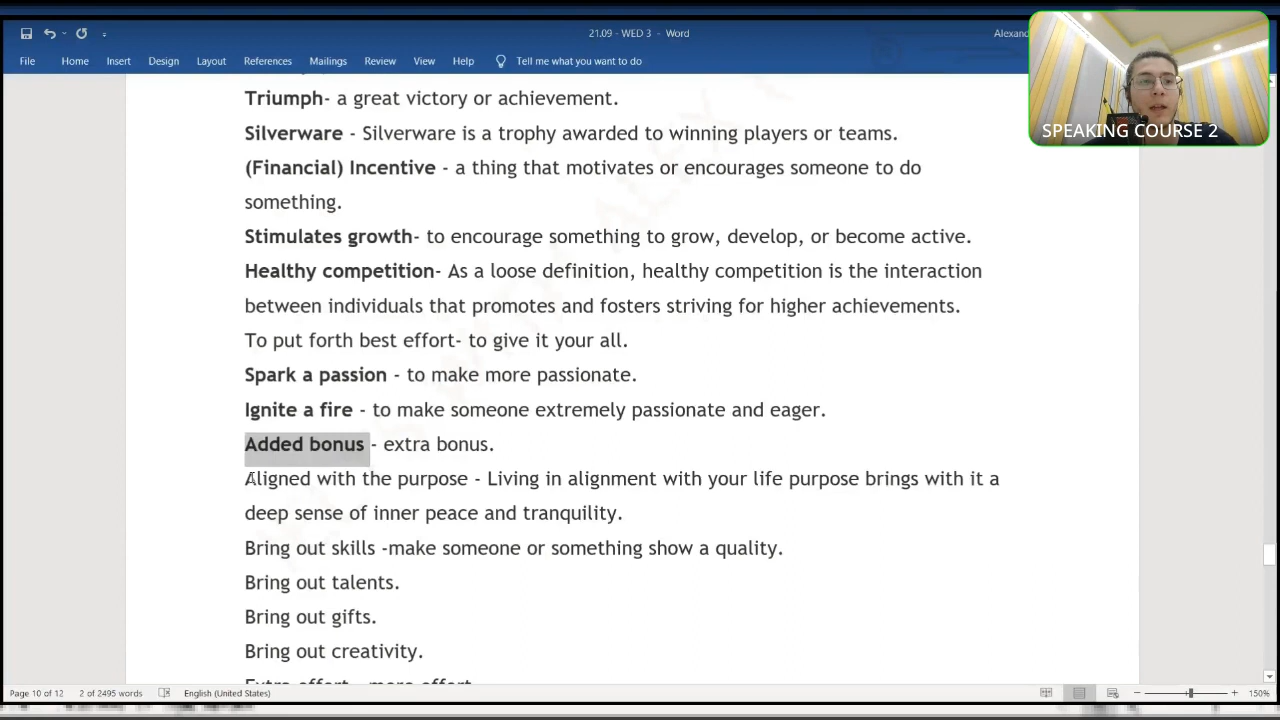 21.09 - WED 3 - Word
Alexand
File Home Insert Design Layout References Mailings Review View Help Tell me what you want to do
SPEAKING COURSE 2
Triumph- a great victory or achievement.
Silverware - Silverware is a trophy awarded to winning players or teams.
(Financial) Incentive - a thing that motivates or encourages someone to do
something.
Stimulates growth- to encourage something to grow, develop, or become active.
Healthy competition- As a loose definition, healthy competition is the interaction
between individuals that promotes and fosters striving for higher achievements.
To put forth best effort- to give it your all.
Spark a passion - to make more passionate.
Ignite a fire - to make someone extremely passionate and eager.
Added bonus - extra bonus.
Aligned with the purpose - Living in alignment with your life purpose brings with it a
deep sense of inner peace and tranquility.
Bring out skills -make someone or something show a quality.
Bring out talents.
Bring out gifts.
Bring out creativity.
Extra effort - more effort
Page 10 of 12 2 of 2495 words English (United States) 150%